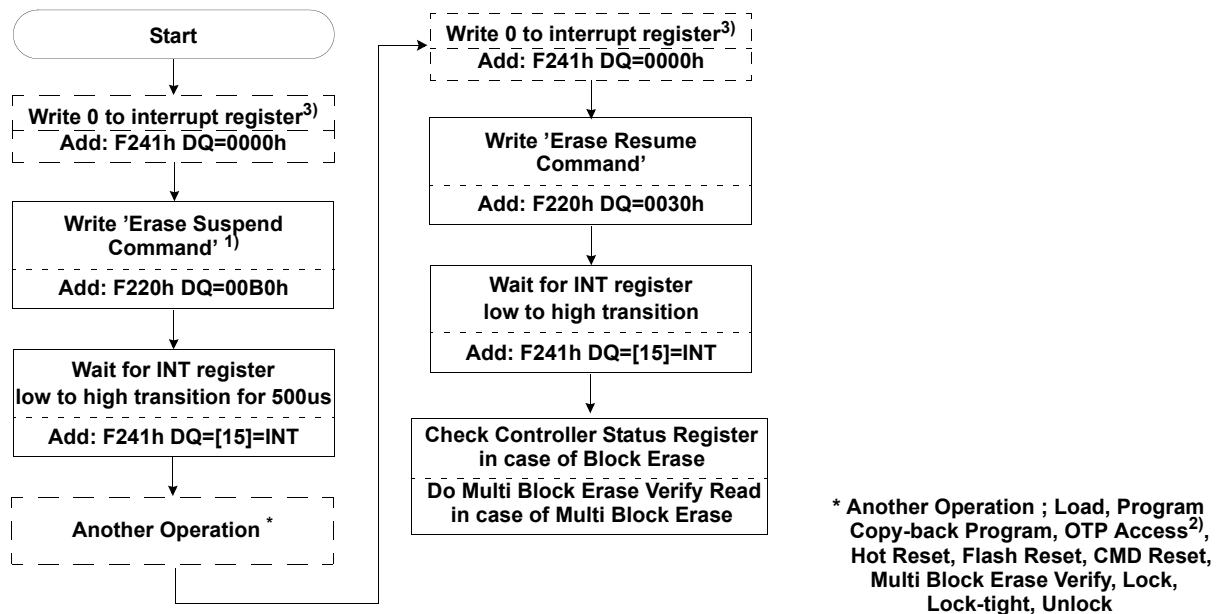 Start
Write 0 to interrupt register3)
Add: F241h DQ=0000h
Write ’Erase Suspend
Command’ 1)
Add: F220h DQ=00B0h
Wait for INT register
low to high transition for 500us
Add: F241h DQ=[15]=INT
Another Operation *
Write 0 to interrupt register3)
Add: F241h DQ=0000h
Write ’Erase Resume
Command’
Add: F220h DQ=0030h
Wait for INT register
low to high transition
Add: F241h DQ=[15]=INT
Check Controller Status Register
in case of Block Erase
Do Multi Block Erase Verify Read
in case of Multi Block Erase
* Another Operation ; Load, Program
Copy-back Program, OTP Access2),
Hot Reset, Flash Reset, CMD Reset,
Multi Block Erase Verify, Lock,
Lock-tight, Unlock